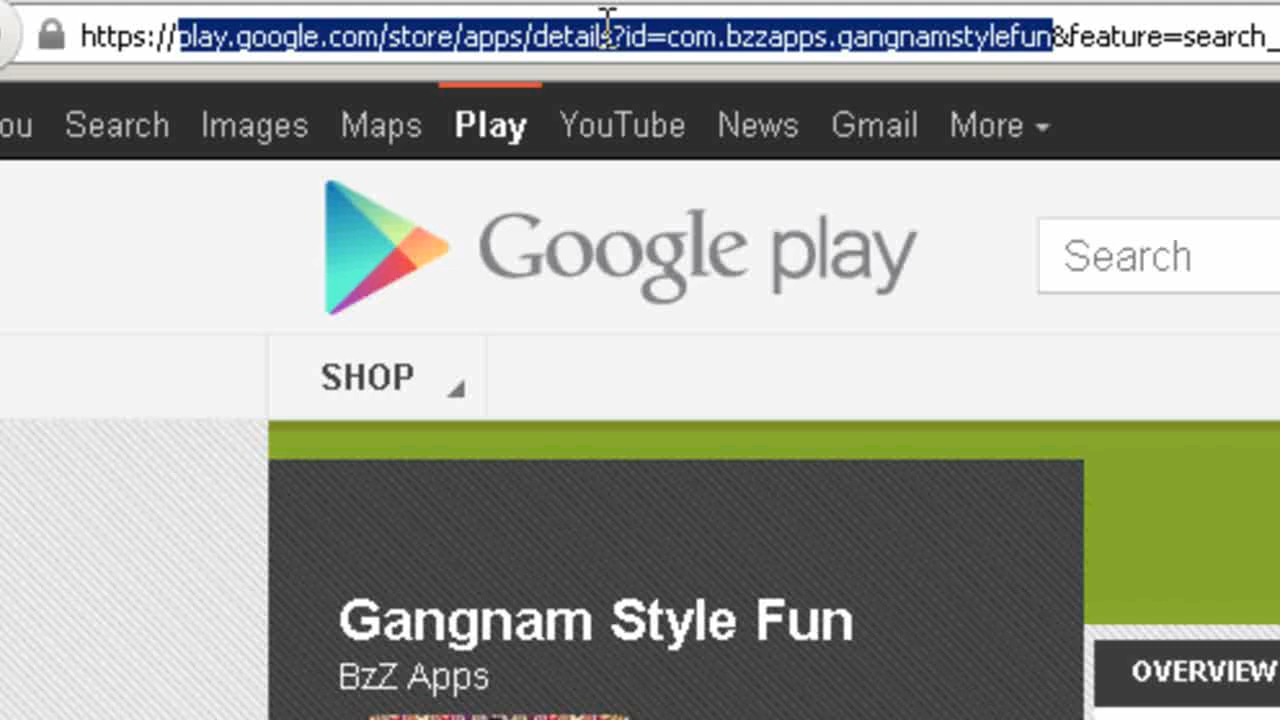 https://play.google.com/store/apps/details?id=com.bzzapps.gangnamstylefun&feature=search_
ou Search Images Maps Play YouTube News Gmail More
Google play
Search
SHOP
Gangnam Style Fun
BzZ Apps
OVERVIEW